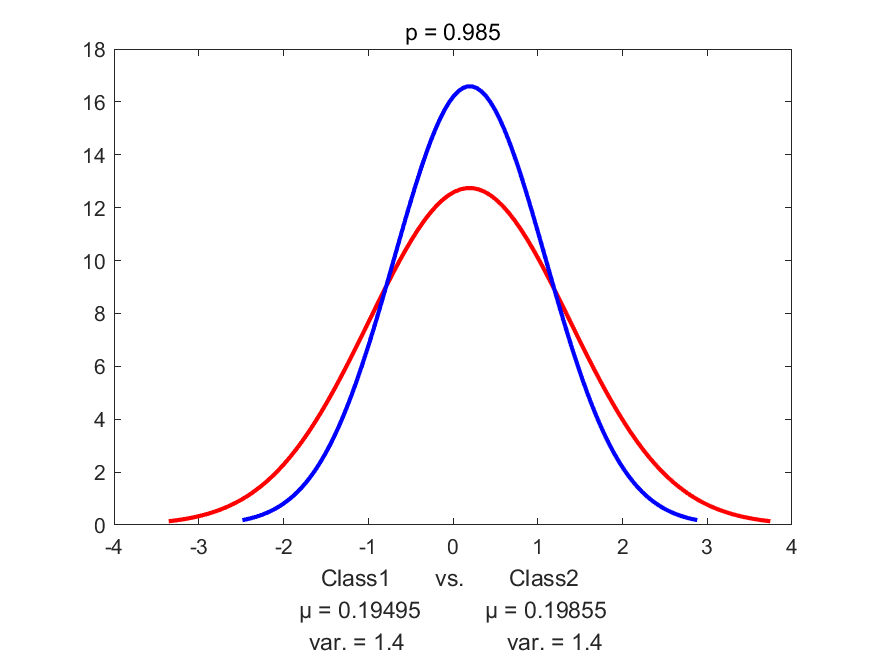 p = 0.985
18
16
14
12
10
8
6
4
2
0
-4 -3 -2 -1 0 1 2 3 4
Class1 vs. Class2
μ = 0.19495 μ = 0.19855
var. = 1.4 var. = 1.4